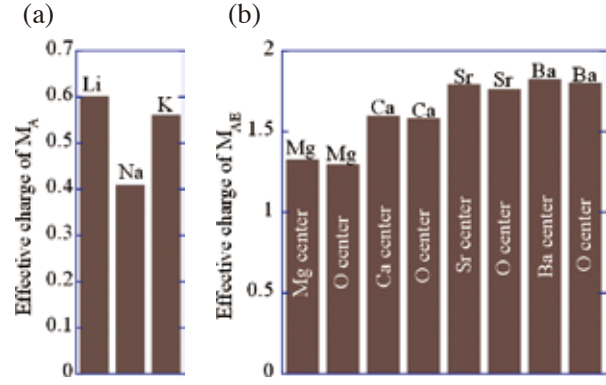 (a)
Effective charge of M_A
0.7
0.6
0.5
0.4
0.3
0.2
0.1
0
Li
Na
K
(b)
Effective charge of M_AE
2
1.5
1
0.5
0
Mg
Mg
Ca
Ca
Sr
Sr
Ba
Ba
Mg center
O center
Ca center
O center
Sr center
O center
Ba center
O center